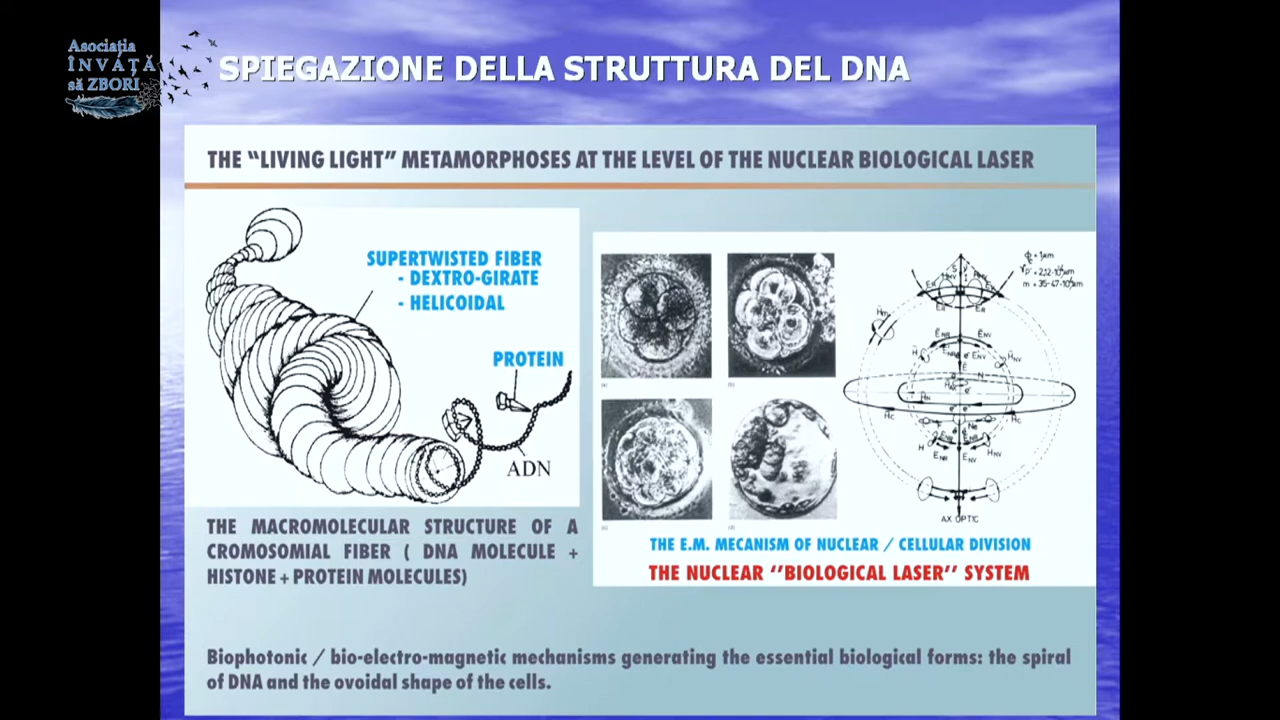 Asociația
ÎNVAȚĂ
să ZBORI
SPIEGAZIONE DELLA STRUTTURA DEL DNA
THE “LIVING LIGHT” METAMORPHOSES AT THE LEVEL OF THE NUCLEAR BIOLOGICAL LASER
SUPERTWISTED FIBER
- DEXTRO-GIRATE
- HELICOIDAL
PROTEIN
ADN
THE MACROMOLECULAR STRUCTURE OF A
CROMOSOMIAL FIBER ( DNA MOLECULE +
HISTONE + PROTEIN MOLECULES)
(a)
(b)
(c)
(d)
AX OPTIC
THE E.M. MECANISM OF NUCLEAR / CELLULAR DIVISION
THE NUCLEAR ‘‘BIOLOGICAL LASER’’ SYSTEM
Biophotonic / bio-electro-magnetic mechanisms generating the essential biological forms: the spiral
of DNA and the ovoidal shape of the cells.